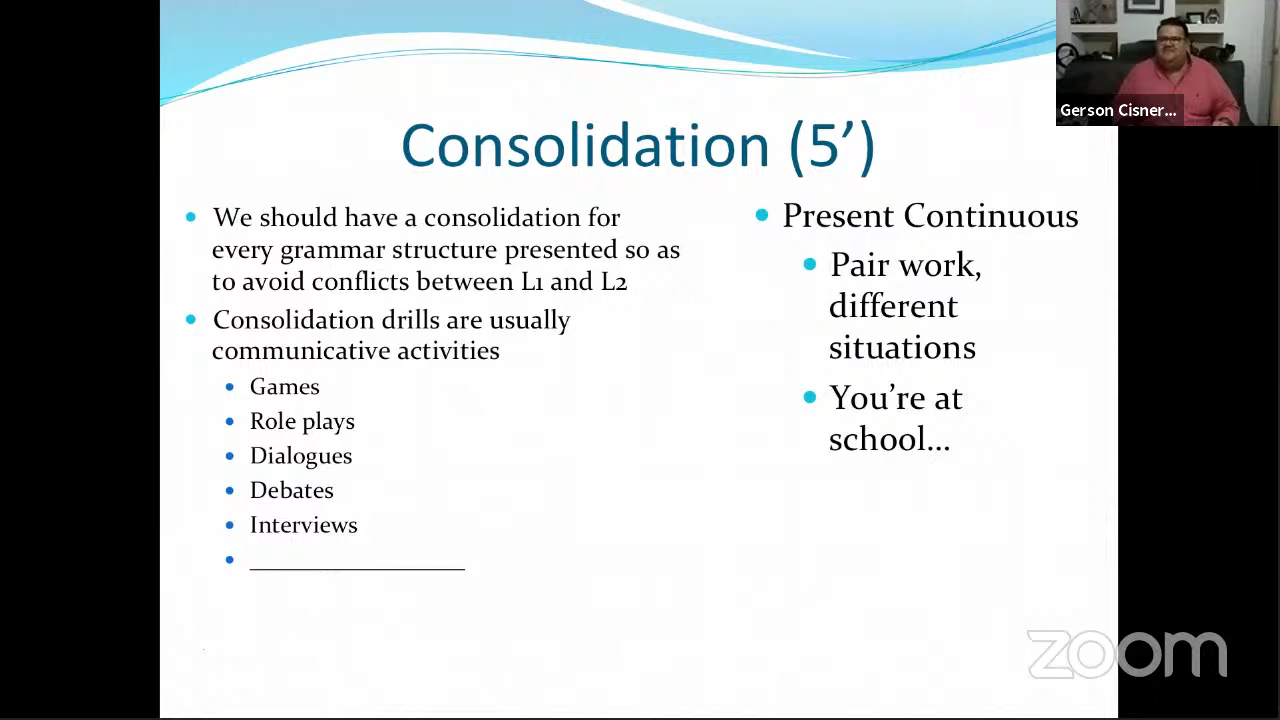 Consolidation (5’)
We should have a consolidation for
every grammar structure presented so as
to avoid conflicts between L1 and L2
Consolidation drills are usually
communicative activities
Games
Role plays
Dialogues
Debates
Interviews
__________________
Present Continuous
Pair work,
different
situations
You’re at
school…
Gerson Cisner...
zoom